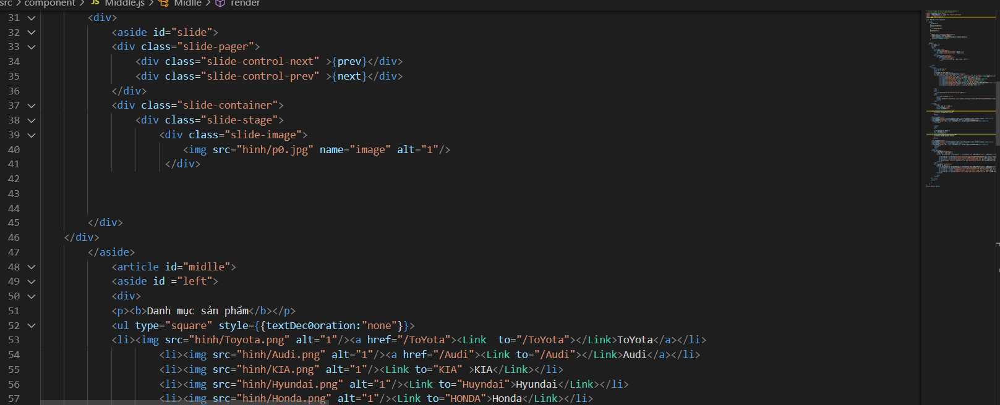 src > component > JS Middle.js > Midlle > render
31 <div>
32 <aside id="slide">
33 <div class="slide-pager">
34 <div class="slide-control-next" >{prev}</div>
35 <div class="slide-control-prev" >{next}</div>
36 </div>
37 <div class="slide-container">
38 <div class="slide-stage">
39 <div class="slide-image">
40 <img src="hinh/p0.jpg" name="image" alt="1"/>
41 </div>
42
43
44
45 </div>
46 </div>
47 </aside>
48 <article id="midlle">
49 <aside id ="left">
50 <div>
51 <p><b>Danh mục sản phẩm</b></p>
52 <ul type="square" style={{textDec0oration:"none"}}>
53 <li><img src="hinh/Toyota.png" alt="1"/><a href="/ToYota"><Link  to="/ToYota"></Link>ToYota</a></li>
54 <li><img src="hinh/Audi.png" alt="1"/><a href="/Audi"><Link to="/Audi"></Link>Audi</a></li>
55 <li><img src="hinh/KIA.png" alt="1"/><Link to="KIA" >KIA</Link></li>
56 <li><img src="hinh/Hyundai.png" alt="1"/><Link to="Huyndai">Hyundai</Link></li>
57 <li><img src="hinh/Honda.png" alt="1"/><Link to="HONDA">Honda</Link></li>